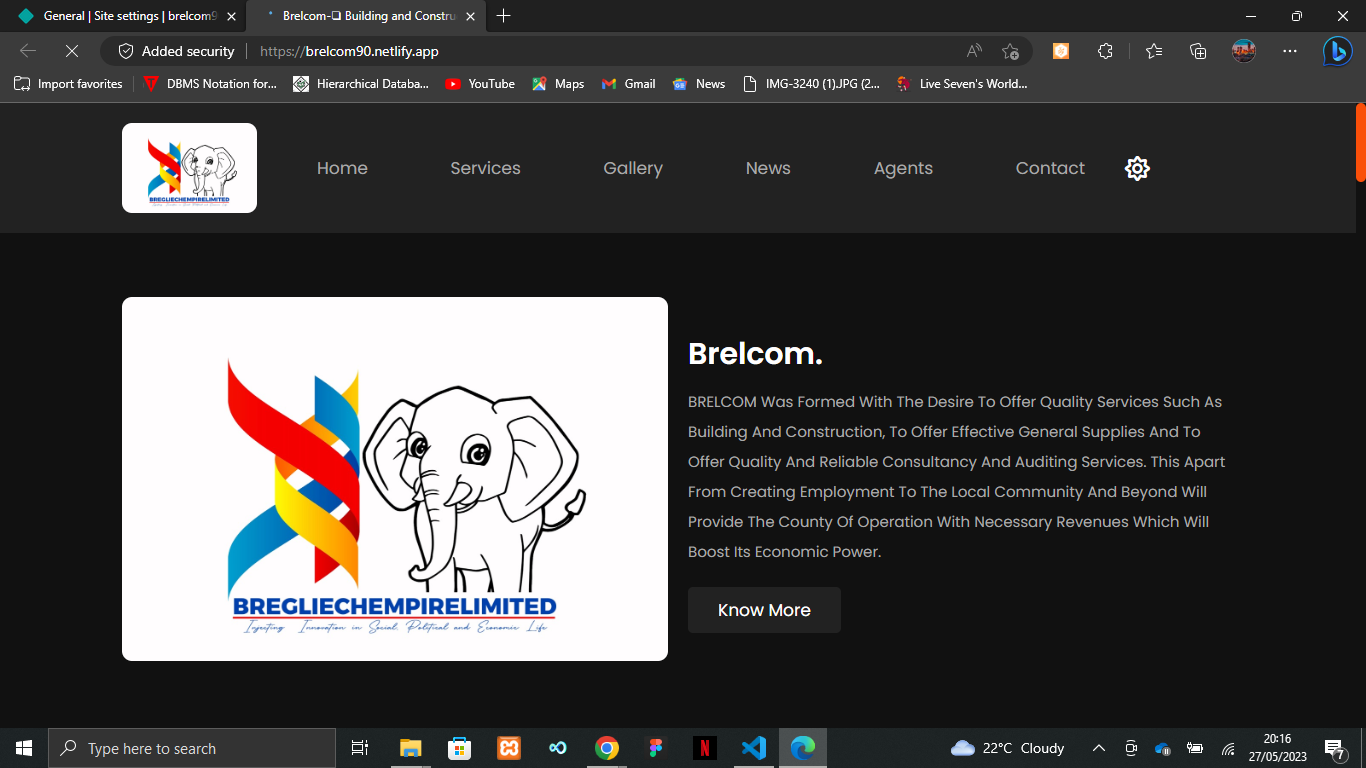 General | Site settings | brelcom9
Brelcom-❏ Building and Constru
Added security
https://brelcom90.netlify.app
Import favorites
DBMS Notation for...
Hierarchical Databa...
YouTube
Maps
Gmail
News
IMG-3240 (1).JPG (2...
Live Seven's World...
BREGLIECHEMPIRELIMITED
Home
Services
Gallery
News
Agents
Contact
BREGLIECHEMPIRELIMITED
Injecting Innovation in Social, Political and Economic Life
Brelcom.
BRELCOM Was Formed With The Desire To Offer Quality Services Such As
Building And Construction, To Offer Effective General Supplies And To
Offer Quality And Reliable Consultancy And Auditing Services. This Apart
From Creating Employment To The Local Community And Beyond Will
Provide The County Of Operation With Necessary Revenues Which Will
Boost Its Economic Power.
Know More
Type here to search
22°C Cloudy
20:16
27/05/2023
7